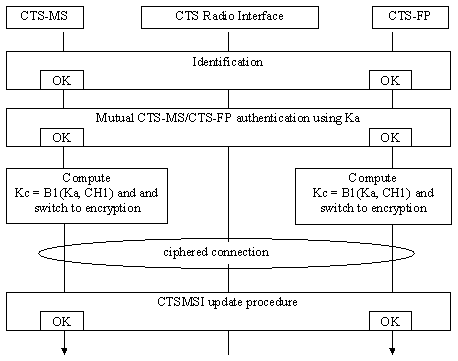 CTS-MS CTS Radio Interface CTS-FP
Identification
OK OK
Mutual CTS-MS/CTS-FP authentication using Ka
OK OK
Compute
Kc = B1(Ka, CH1) and and
switch to encryption
Compute
Kc = B1(Ka, CH1) and
switch to encryption
ciphered connection
CTSMSI update procedure
OK OK